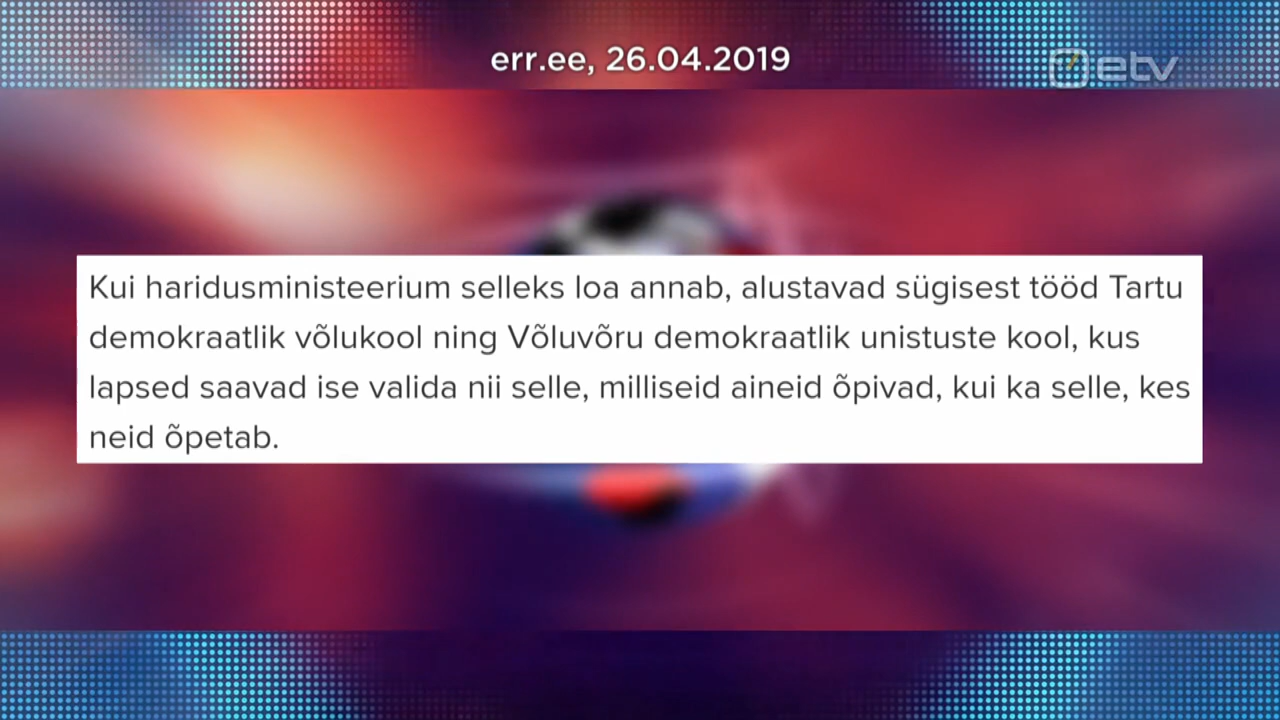 err.ee, 26.04.2019
etv
Kui haridusministeerium selleks loa annab, alustavad sügisest tööd Tartu
demokraatlik võlukool ning Võluvõru demokraatlik unistuste kool, kus
lapsed saavad ise valida nii selle, milliseid aineid õpivad, kui ka selle, kes
neid õpetab.